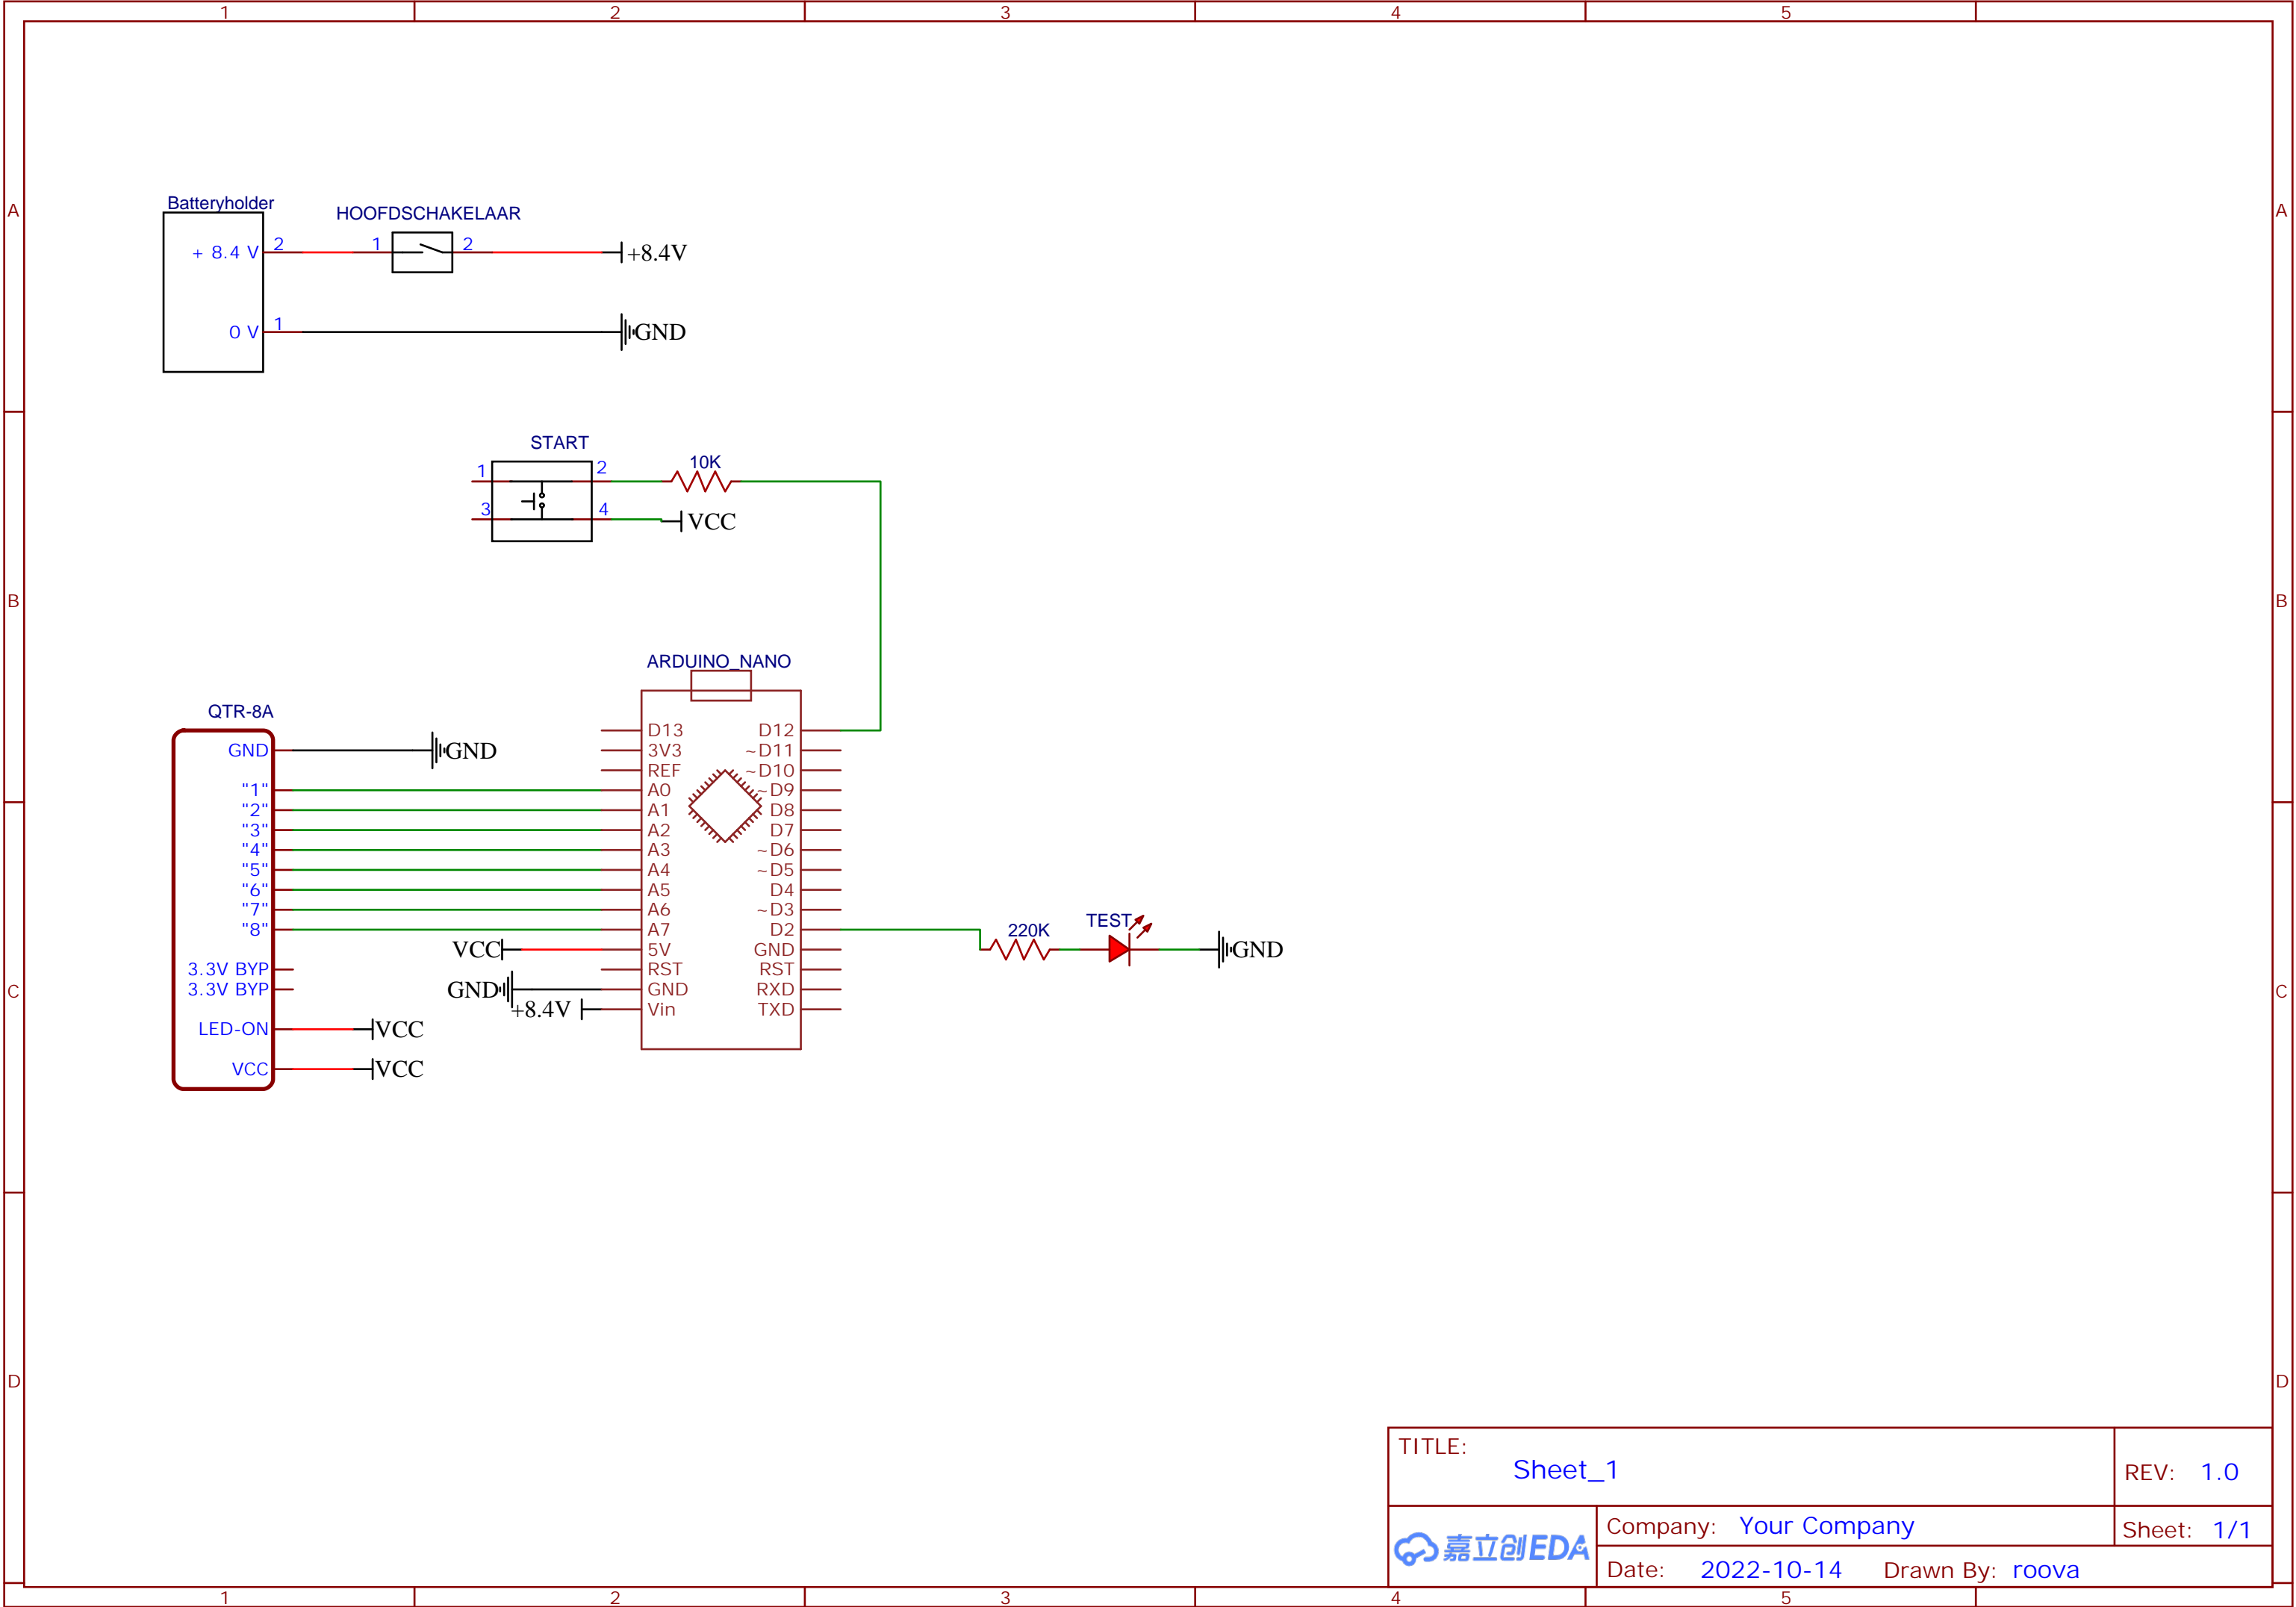 1 2 3 4 5
A A
Batteryholder
HOOFDSCHAKELAAR
+ 8.4 V 2 1 2 +8.4V
0 V 1 GND
START
1 2 10K
3 4 VCC
B B
ARDUINO_NANO
QTR-8A
D13 D12
GND GND 3V3 ~D11
REF ~D10
"1" A0 ~D9
"2" A1 D8
"3" A2 D7
"4" A3 ~D6
"5" A4 ~D5
"6" A5 D4
"7" A6 ~D3
TEST
"8" A7 D2 220K
VCC 5V GND GND
3.3V BYP RST RST
3.3V BYP GND GND RXD
C C
+8.4V Vin TXD
LED-ON VCC
VCC VCC
D D
TITLE:
Sheet_1
REV: 1.0
嘉立创EDA
Company: Your Company
Sheet: 1/1
Date: 2022-10-14 Drawn By: roova
1 2 3 4 5